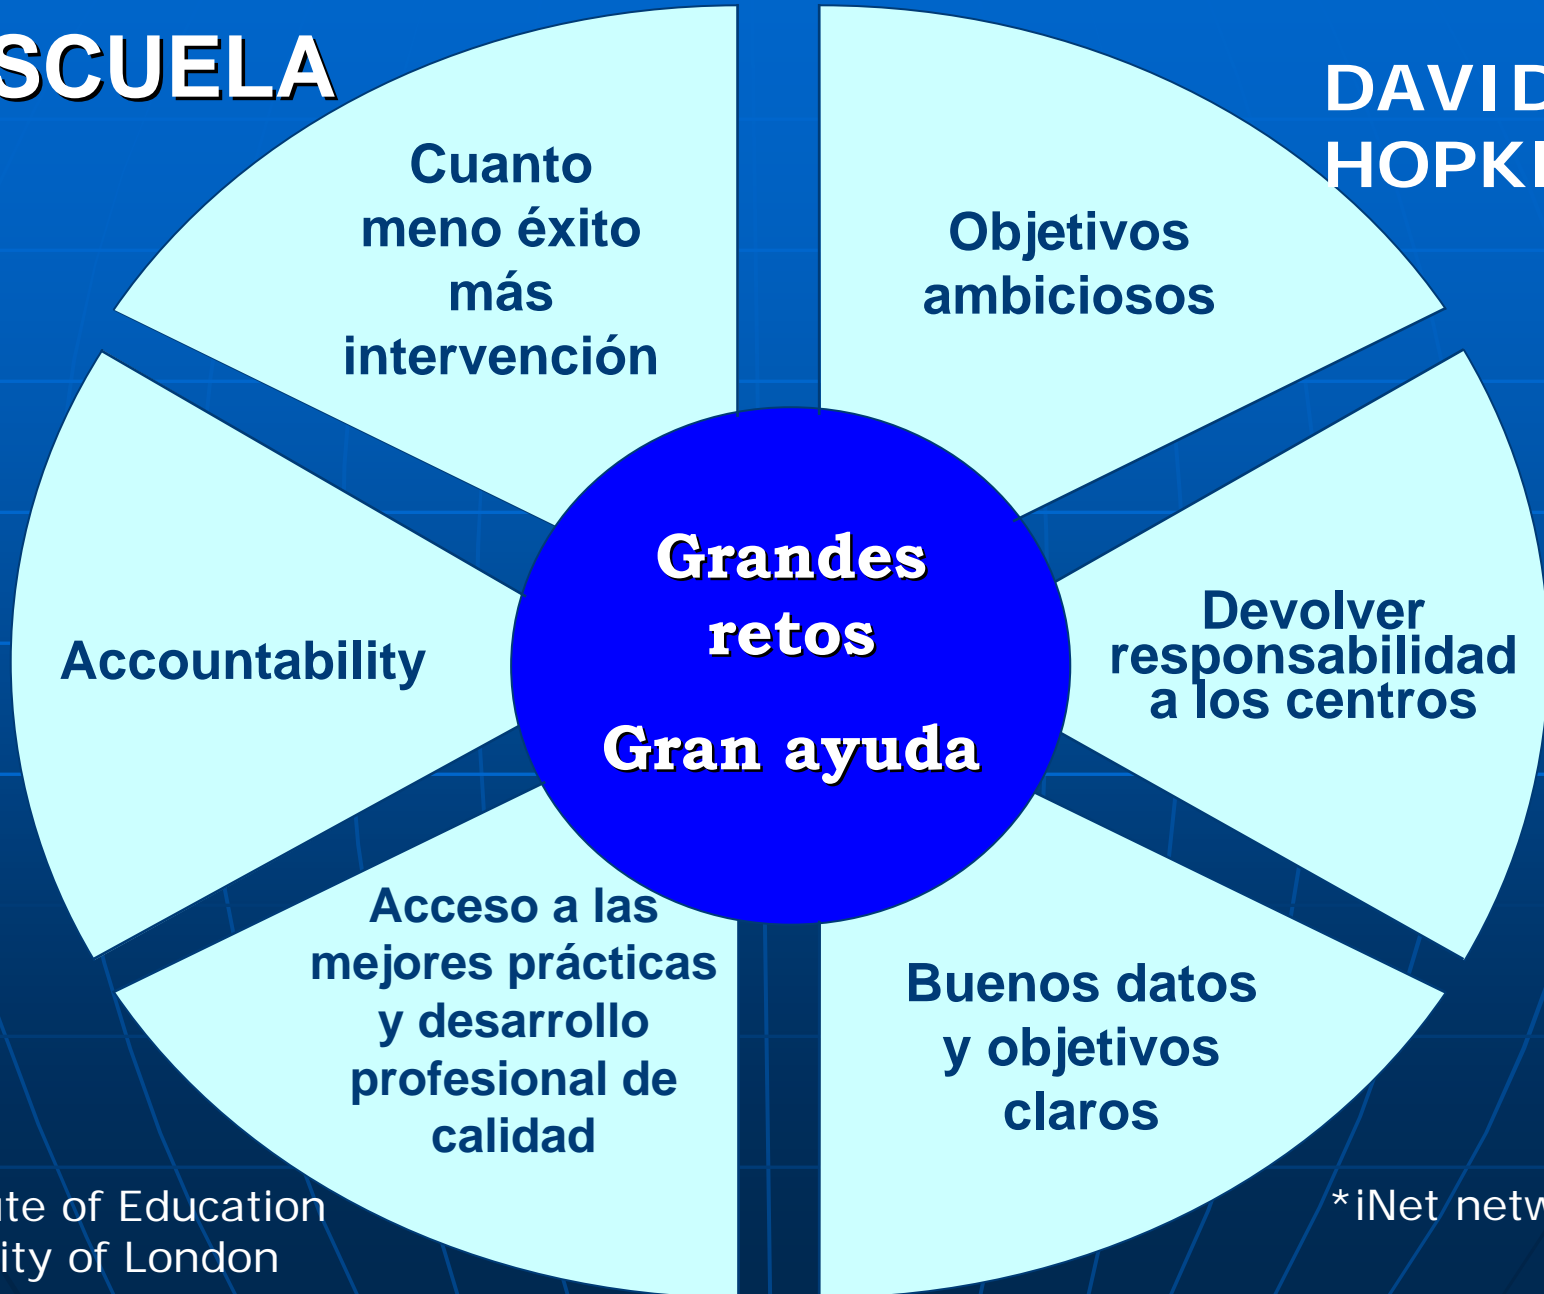 SCUELA
DAVID
HOPK
Cuanto
meno éxito
más
intervención
Objetivos
ambiciosos
Accountability
Grandes
retos
Gran ayuda
Devolver
responsabilidad
a los centros
Acceso a las
mejores prácticas
y desarrollo
profesional de
calidad
Buenos datos
y objetivos
claros
ute of Education
ity of London
*iNet netw